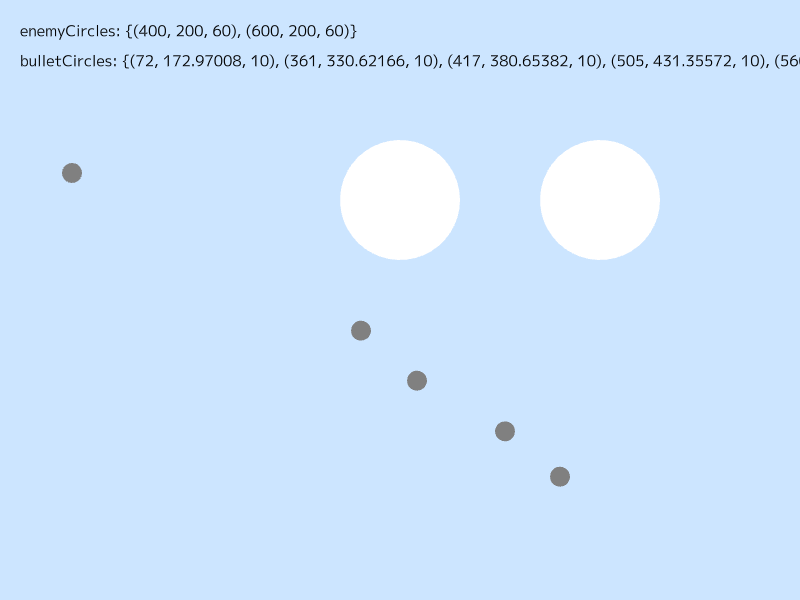 enemyCircles: {(400, 200, 60), (600, 200, 60)}
bulletCircles: {(72, 172.97008, 10), (361, 330.62166, 10), (417, 380.65382, 10), (505, 431.35572, 10), (560